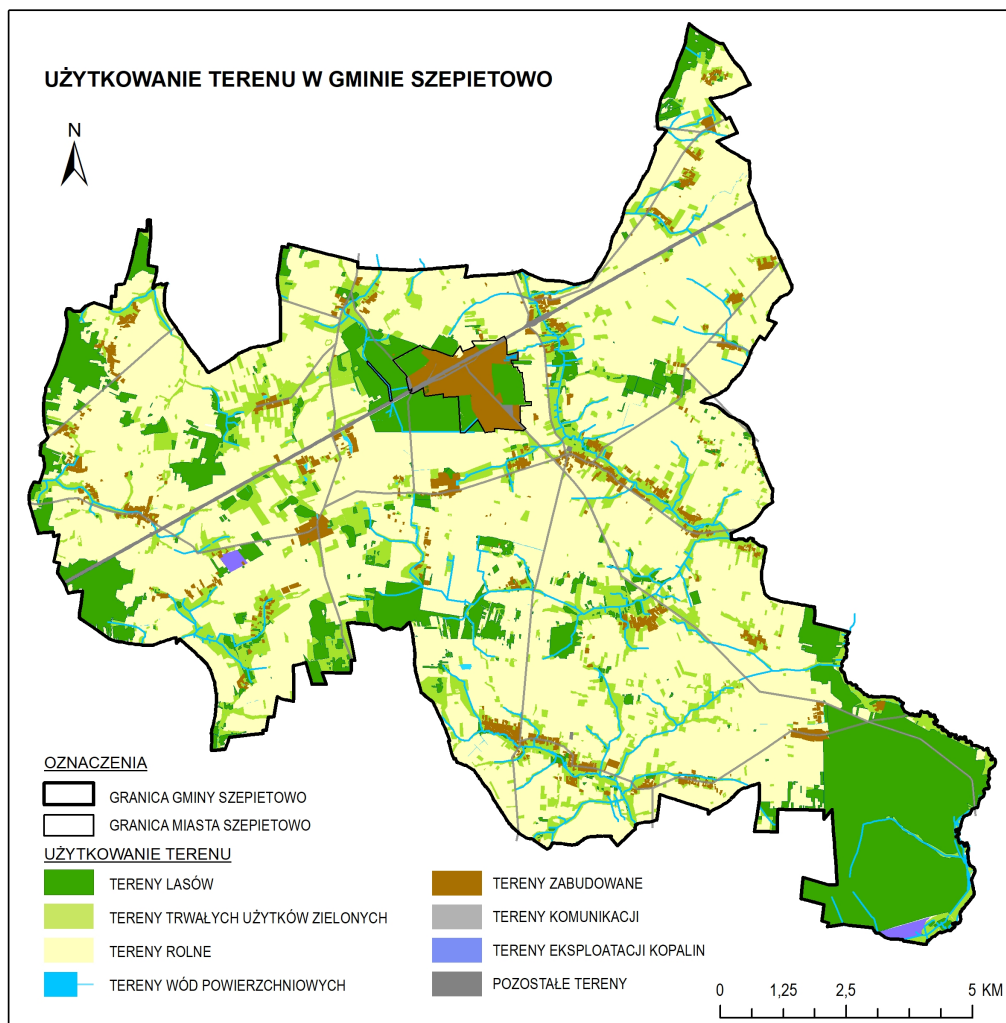 UŻYTKOWANIE TERENU W GMINIE SZEPIETOWO
N
OZNACZENIA
GRANICA GMINY SZEPIETOWO
GRANICA MIASTA SZEPIETOWO
UŻYTKOWANIE TERENU
TERENY LASÓW
TERENY TRWAŁYCH UŻYTKÓW ZIELONYCH
TERENY ROLNE
TERENY WÓD POWIERZCHNIOWYCH
TERENY ZABUDOWANE
TERENY KOMUNIKACJI
TERENY EKSPLOATACJI KOPALIN
POZOSTAŁE TERENY
0 1,25 2,5 5 KM